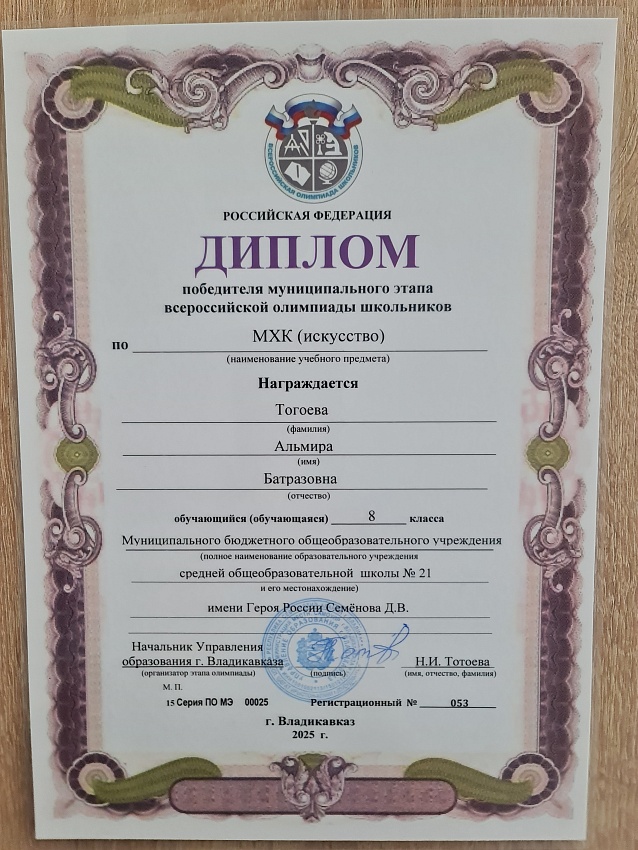 ВСЕРОССИЙСКАЯ ОЛИМПИАДА ШКОЛЬНИКОВ
РОССИЙСКАЯ ФЕДЕРАЦИЯ
ДИПЛОМ
победителя муниципального этапа
всероссийской олимпиады школьников
по МХК (искусство)
(наименование учебного предмета)
Награждается
Тогоева
(фамилия)
Альмира
(имя)
Батразовна
(отчество)
обучающийся (обучающаяся) 8 класса
Муниципального бюджетного общеобразовательного учреждения
(полное наименование образовательного учреждения
средней общеобразовательной школы № 21
и его местонахождение)
имени Героя России Семёнова Д.В.
Начальник Управления
образования г. Владикавказа Н.И. Тотоева
(организатор этапа олимпиады) (подпись) (имя, отчество, фамилия)
М. П.
15 Серия ПО МЭ 00025 Регистрационный № 053
г. Владикавказ
2025 г.